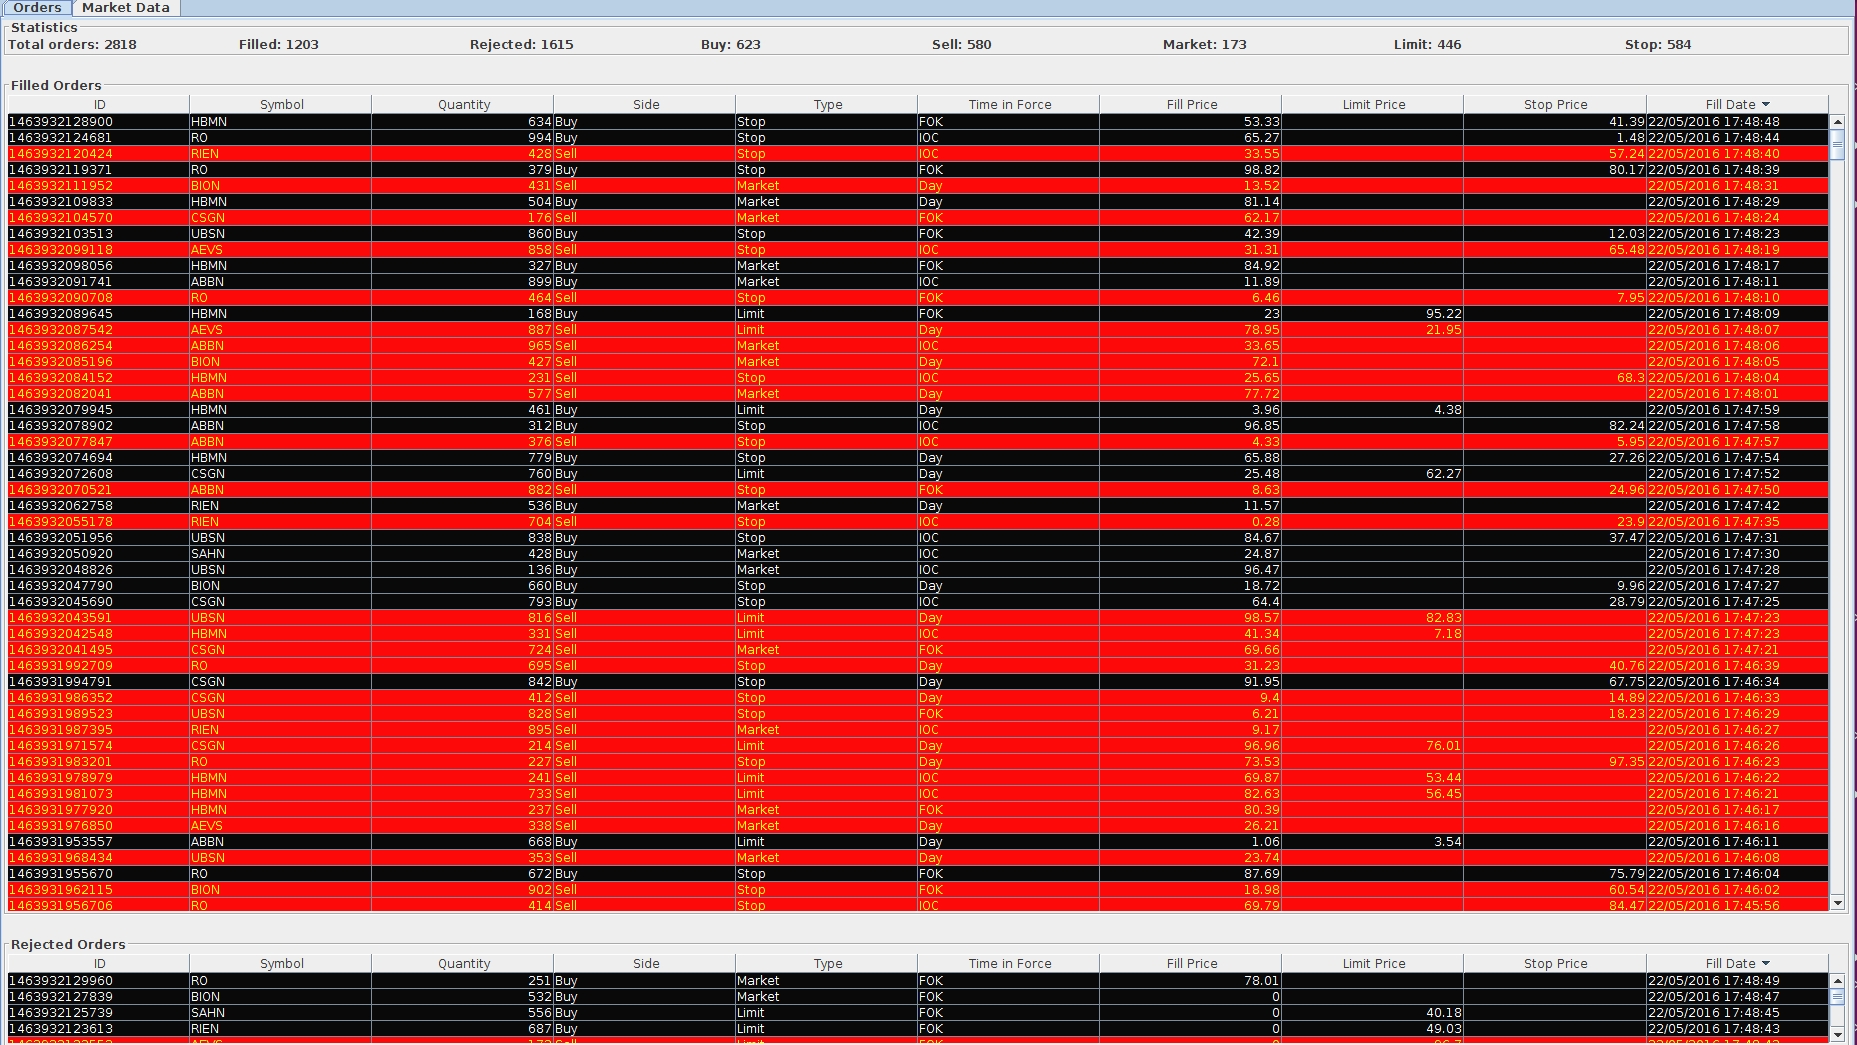 Orders Market Data
Statistics
Total orders: 2818 Filled: 1203 Rejected: 1615 Buy: 623 Sell: 580 Market: 173 Limit: 446 Stop: 584
Filled Orders
ID Symbol Quantity Side Type Time in Force Fill Price Limit Price Stop Price Fill Date
1463932128900 HBMN 634 Buy Stop FOK 53.33 41.39 22/05/2016 17:48:48
1463932124681 RO 994 Buy Stop IOC 65.27 1.48 22/05/2016 17:48:44
1463932120424 RIEN 428 Sell Stop IOC 33.55 57.24 22/05/2016 17:48:40
1463932119371 RO 379 Buy Stop FOK 98.82 80.17 22/05/2016 17:48:39
1463932111952 BION 431 Sell Market Day 13.52 22/05/2016 17:48:31
1463932109833 HBMN 504 Buy Market Day 81.14 22/05/2016 17:48:29
1463932104570 CSGN 176 Sell Market FOK 62.17 22/05/2016 17:48:24
1463932103513 UBSN 860 Buy Stop FOK 42.39 12.03 22/05/2016 17:48:23
1463932099118 AEVS 858 Sell Stop IOC 31.31 65.48 22/05/2016 17:48:19
1463932098056 HBMN 327 Buy Market FOK 84.92 22/05/2016 17:48:17
1463932091741 ABBN 899 Buy Market IOC 11.89 22/05/2016 17:48:11
1463932090708 RO 464 Sell Stop FOK 6.46 7.95 22/05/2016 17:48:10
1463932089645 HBMN 168 Buy Limit FOK 23 95.22 22/05/2016 17:48:09
1463932087542 AEVS 887 Sell Limit Day 78.95 21.95 22/05/2016 17:48:07
1463932086254 ABBN 965 Sell Market IOC 33.65 22/05/2016 17:48:06
1463932085196 BION 427 Sell Market Day 72.1 22/05/2016 17:48:05
1463932084152 HBMN 231 Sell Stop IOC 25.65 68.3 22/05/2016 17:48:04
1463932082041 ABBN 577 Sell Market Day 77.72 22/05/2016 17:48:01
1463932079945 HBMN 461 Buy Limit Day 3.96 4.38 22/05/2016 17:47:59
1463932078902 ABBN 312 Buy Stop IOC 96.85 82.24 22/05/2016 17:47:58
1463932077847 ABBN 376 Sell Stop IOC 4.33 5.95 22/05/2016 17:47:57
1463932074694 HBMN 779 Buy Stop Day 65.88 27.26 22/05/2016 17:47:54
1463932072608 CSGN 760 Buy Limit Day 25.48 62.27 22/05/2016 17:47:52
1463932070521 ABBN 882 Sell Stop FOK 8.63 24.96 22/05/2016 17:47:50
1463932062758 RIEN 536 Buy Market Day 11.57 22/05/2016 17:47:42
1463932055178 RIEN 704 Sell Stop IOC 0.28 23.9 22/05/2016 17:47:35
1463932051956 UBSN 838 Buy Stop IOC 84.67 37.47 22/05/2016 17:47:31
1463932050920 SAHN 428 Buy Market IOC 24.87 22/05/2016 17:47:30
1463932048826 UBSN 136 Buy Market IOC 96.47 22/05/2016 17:47:28
1463932047790 BION 660 Buy Stop Day 18.72 9.96 22/05/2016 17:47:27
1463932045690 CSGN 793 Buy Stop IOC 64.4 28.79 22/05/2016 17:47:25
1463932043591 UBSN 816 Sell Limit Day 98.57 82.83 22/05/2016 17:47:23
1463932042548 HBMN 331 Sell Limit IOC 41.34 7.18 22/05/2016 17:47:23
1463932041495 CSGN 724 Sell Market FOK 69.66 22/05/2016 17:47:21
1463931992709 RO 695 Sell Stop Day 31.23 40.76 22/05/2016 17:46:39
1463931994791 CSGN 842 Buy Stop Day 91.95 67.75 22/05/2016 17:46:34
1463931986352 CSGN 412 Sell Stop Day 9.4 14.89 22/05/2016 17:46:33
1463931989523 UBSN 828 Sell Stop FOK 6.21 18.23 22/05/2016 17:46:29
1463931987395 RIEN 895 Sell Market IOC 9.17 22/05/2016 17:46:27
1463931971574 CSGN 214 Sell Limit Day 96.96 76.01 22/05/2016 17:46:26
1463931983201 RO 227 Sell Stop Day 73.53 97.35 22/05/2016 17:46:23
1463931978979 HBMN 241 Sell Limit IOC 69.87 53.44 22/05/2016 17:46:22
1463931981073 HBMN 733 Sell Limit IOC 82.63 56.45 22/05/2016 17:46:21
1463931977920 HBMN 237 Sell Market FOK 80.39 22/05/2016 17:46:17
1463931976850 AEVS 338 Sell Market Day 26.21 22/05/2016 17:46:16
1463931953557 ABBN 668 Buy Limit Day 1.06 3.54 22/05/2016 17:46:11
1463931968434 UBSN 353 Sell Market Day 23.74 22/05/2016 17:46:08
1463931955670 RO 672 Buy Stop FOK 87.69 75.79 22/05/2016 17:46:04
1463931962115 BION 902 Sell Stop FOK 18.98 60.54 22/05/2016 17:46:02
1463931956706 RO 414 Sell Stop IOC 69.79 84.47 22/05/2016 17:45:56
Rejected Orders
ID Symbol Quantity Side Type Time in Force Fill Price Limit Price Stop Price Fill Date
1463932129960 RO 251 Buy Market FOK 78.01 22/05/2016 17:48:49
1463932127839 BION 532 Buy Market FOK 0 22/05/2016 17:48:47
1463932125739 SAHN 556 Buy Limit FOK 0 40.18 22/05/2016 17:48:45
1463932123613 RIEN 687 Buy Limit FOK 0 49.03 22/05/2016 17:48:43